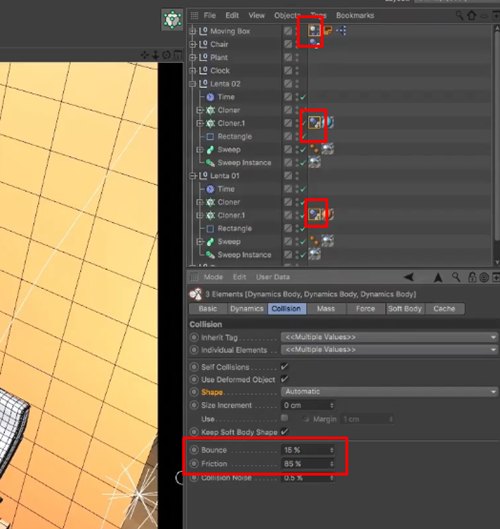 File Edit View Objects Tags Bookmarks
Moving Box
Chair
Plant
Clock
Lenta 02
Time
Cloner
Cloner.1
Rectangle
Sweep
Sweep Instance
Lenta 01
Time
Cloner
Cloner.1
Rectangle
Sweep
Sweep Instance
Mode Edit User Data
3 Elements [Dynamics Body, Dynamics Body, Dynamics Body]
Basic Dynamics Collision Mass Force Soft Body Cache
Collision
Inherit Tag <<Multiple Values>>
Individual Elements <<Multiple Values>>
Self Collisions
Use Deformed Object
Shape Automatic
Size Increment 0 cm
Use Margin 1 cm
Keep Soft Body Shape
Bounce 15 %
Friction 85 %
Collision Noise 0.5 %